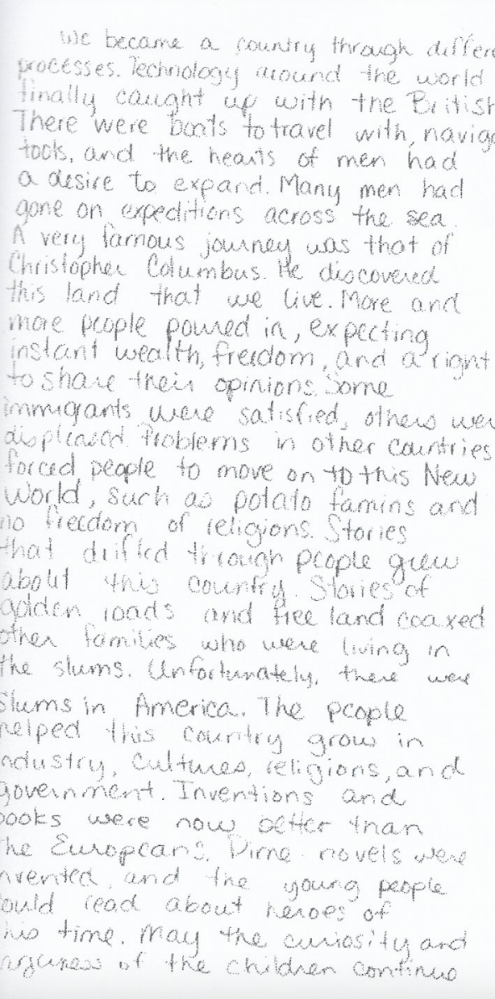 We became a country through differe
processes. Technology around the world
finally caught up with the British
There were boats to travel with, naviga
tools, and the hearts of men had
a desire to expand. Many men had
gone on expeditions across the sea.
A very famous journey was that of
Christopher Columbus. He discovered
this land that we live. More and
more people poured in, expecting
instant wealth, freedom, and a right
to share their opinions. Some
immigrants were satisfied, others wer
displeased. Problems in other countries
forced people to move on to this New
World, such as potato famins and
no freedom of religions. Stories
that drifted through people grew
about this country. Stories of
golden roads and free land coaxed
other families who were living in
the slums. Unfortunately, there were
slums in America. The people
helped this country grow in
ndustry, cultures, religions, and
government. Inventions and
books were now better than
the Europeans. Dime novels were
nvented, and the young people
ould read about heroes of
his time. May the curiosity and
of the children continue